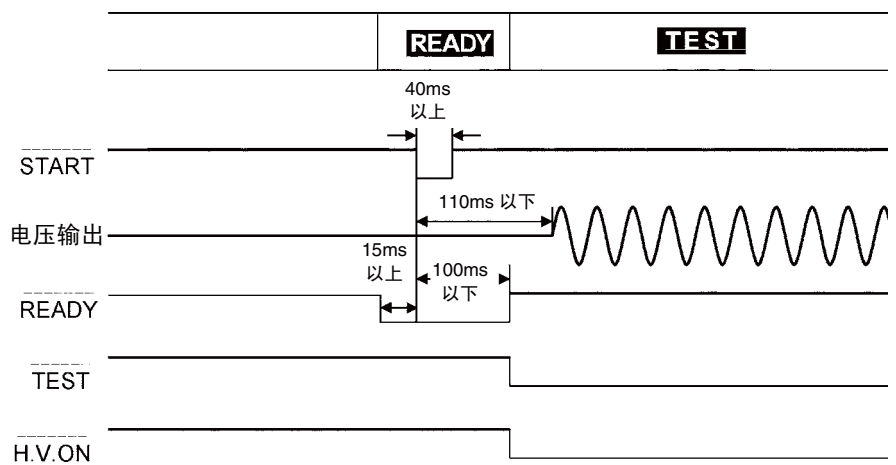 READY
TEST
40ms
以上
START
110ms 以下
电压输出
15ms
以上
100ms
以下
READY
TEST
H.V.ON